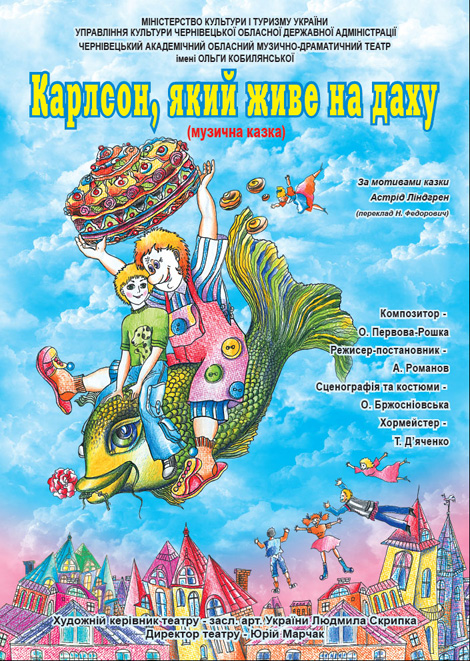 МІНІСТЕРСТВО КУЛЬТУРИ І ТУРИЗМУ УКРАЇНИ
УПРАВЛІННЯ КУЛЬТУРИ ЧЕРНІВЕЦЬКОЇ ОБЛАСНОЇ ДЕРЖАВНОЇ АДМІНІСТРАЦІЇ
ЧЕРНІВЕЦЬКИЙ АКАДЕМІЧНИЙ ОБЛАСНИЙ МУЗИЧНО-ДРАМАТИЧНИЙ ТЕАТР
імені ОЛЬГИ КОБИЛЯНСЬКОЇ
Карлсон, який живе на даху
(музична казка)
За мотивами казки
Астрід Ліндгрен
(переклад Н. Федорович)
Композитор -
О. Первова-Рошка
Режисер-постановник -
А. Романов
Сценографія та костюми -
О. Бржосніовська
Хормейстер -
Т. Д'яченко
Художній керівник театру - засл. арт. України Людмила Скрипка
Директор театру - Юрій Марчак